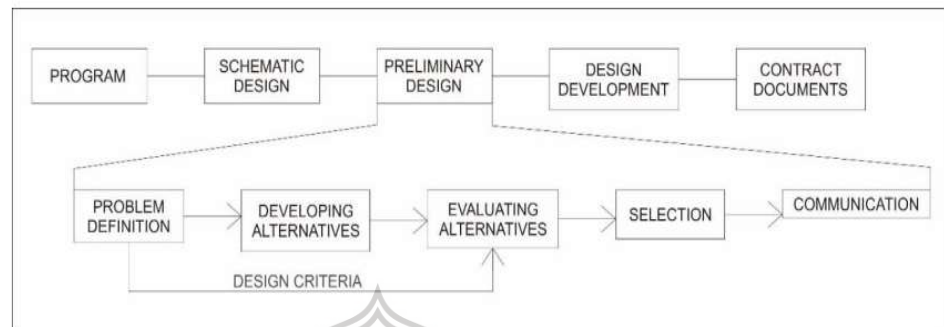 PROGRAM
SCHEMATIC
DESIGN
PRELIMINARY
DESIGN
DESIGN
DEVELOPMENT
CONTRACT
DOCUMENTS
PROBLEM
DEFINITION
DEVELOPING
ALTERNATIVES
EVALUATING
ALTERNATIVES
SELECTION
COMMUNICATION
DESIGN CRITERIA